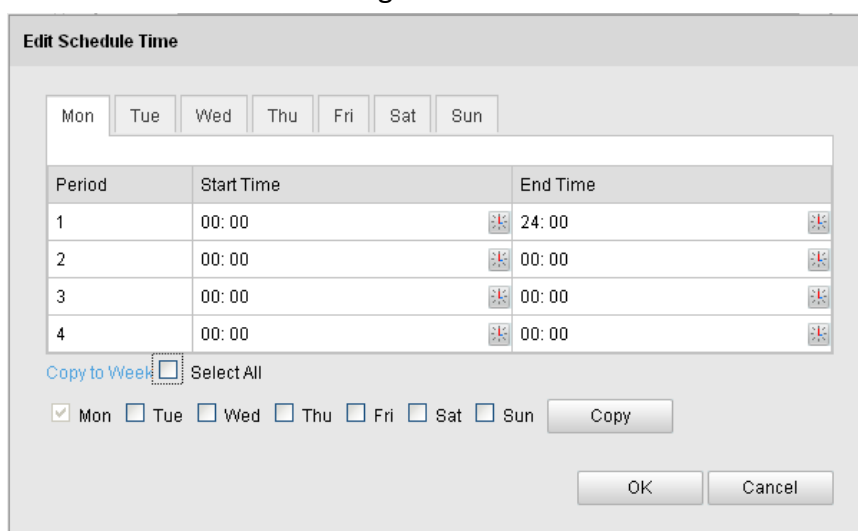 Edit Schedule Time
Mon Tue Wed Thu Fri Sat Sun
Period Start Time End Time
1 00: 00 24: 00
2 00: 00 00: 00
3 00: 00 00: 00
4 00: 00 00: 00
Copy to Week Select All
Mon Tue Wed Thu Fri Sat Sun Copy
OK Cancel